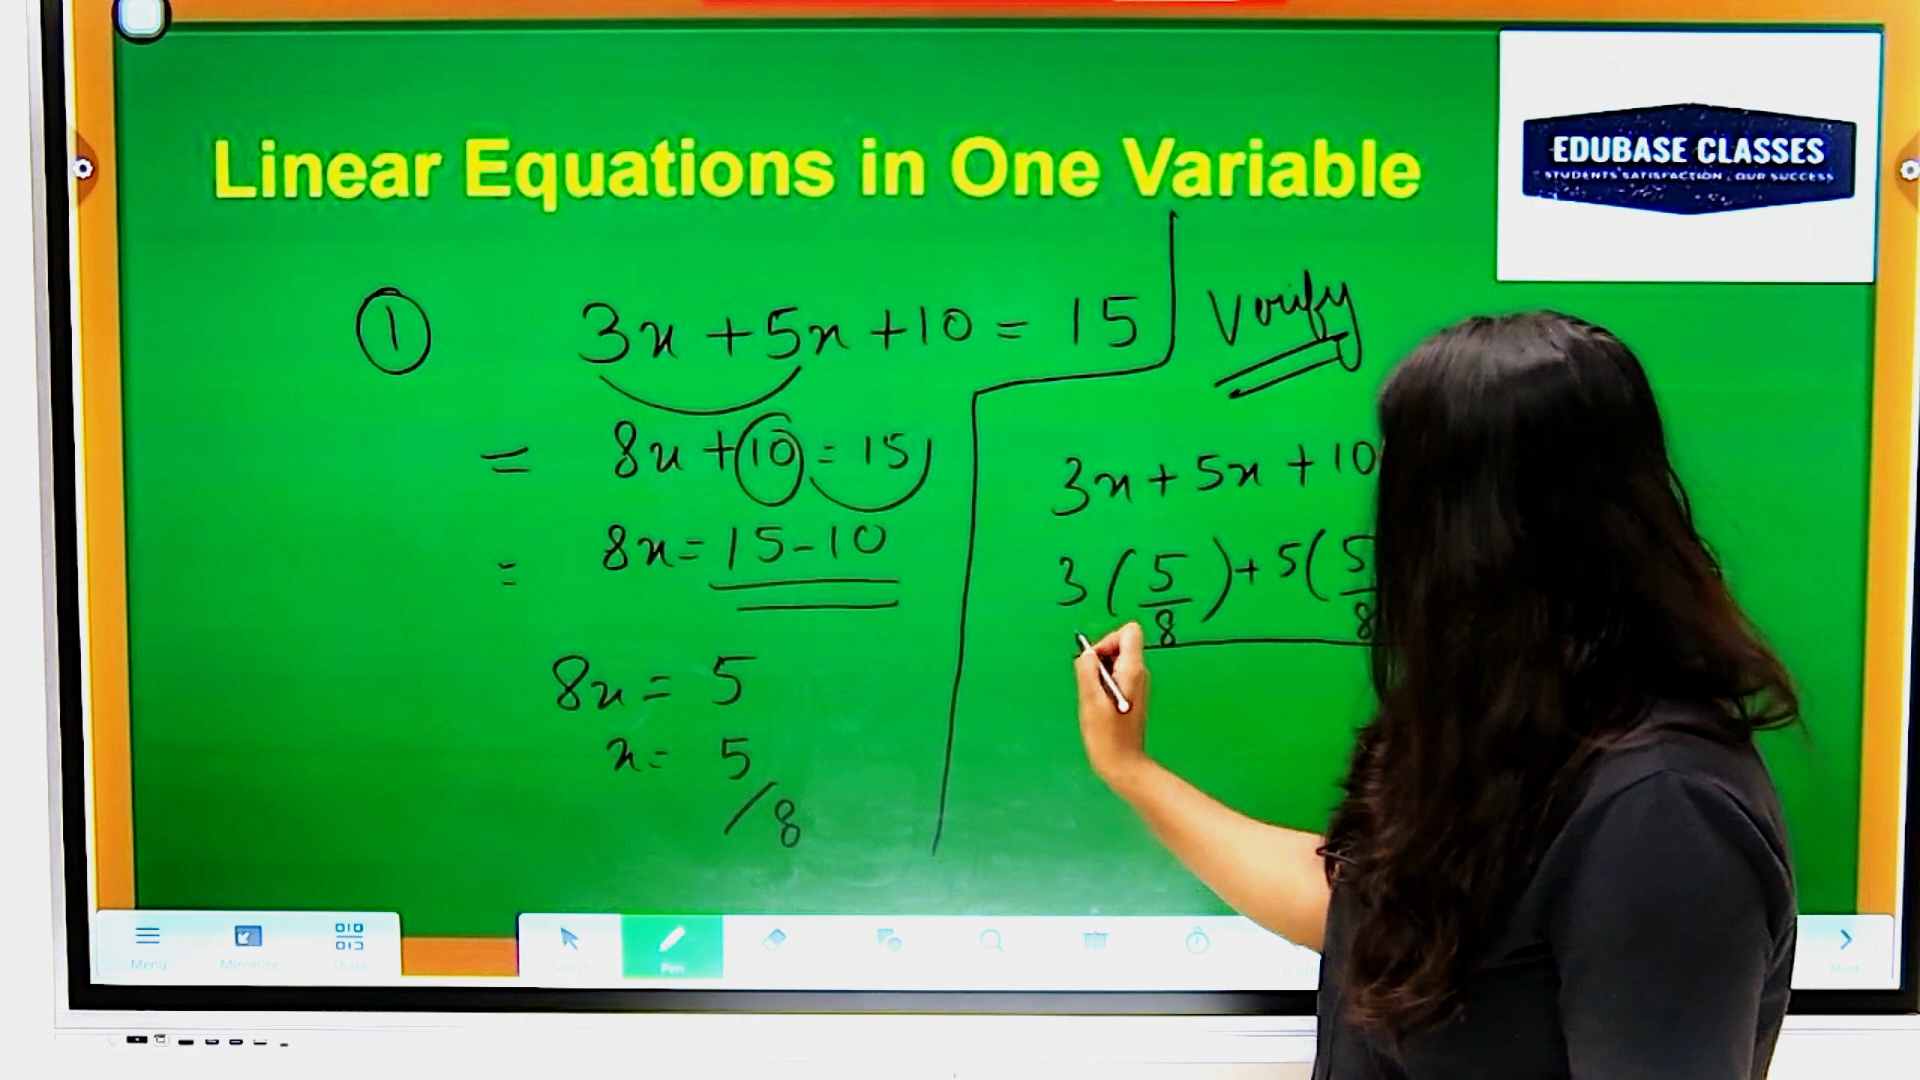 Linear Equations in One Variable
EDUBASE CLASSES
STUDENTS SATISFACTION , OUR SUCCESS
① 3x + 5x + 10 = 15
= 8x + 10 = 15
= 8x = 15 - 10
8x = 5
x = 5
/8
Verify
3x + 5x + 10
3 (5/8) + 5 (5/8
Menu
Minimize
Share
Select
Pen
Next